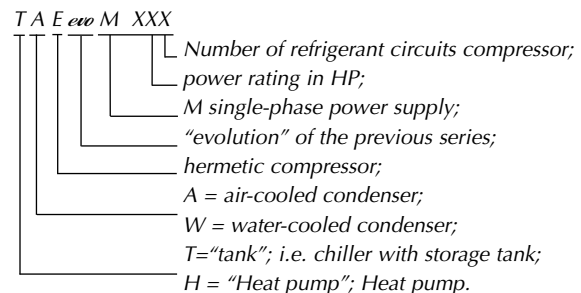 T A E evo M XXX
Number of refrigerant circuits compressor;
power rating in HP;
M single-phase power supply;
“evolution” of the previous series;
hermetic compressor;
A = air-cooled condenser;
W = water-cooled condenser;
T=“tank”; i.e. chiller with storage tank;
H = “Heat pump”; Heat pump.